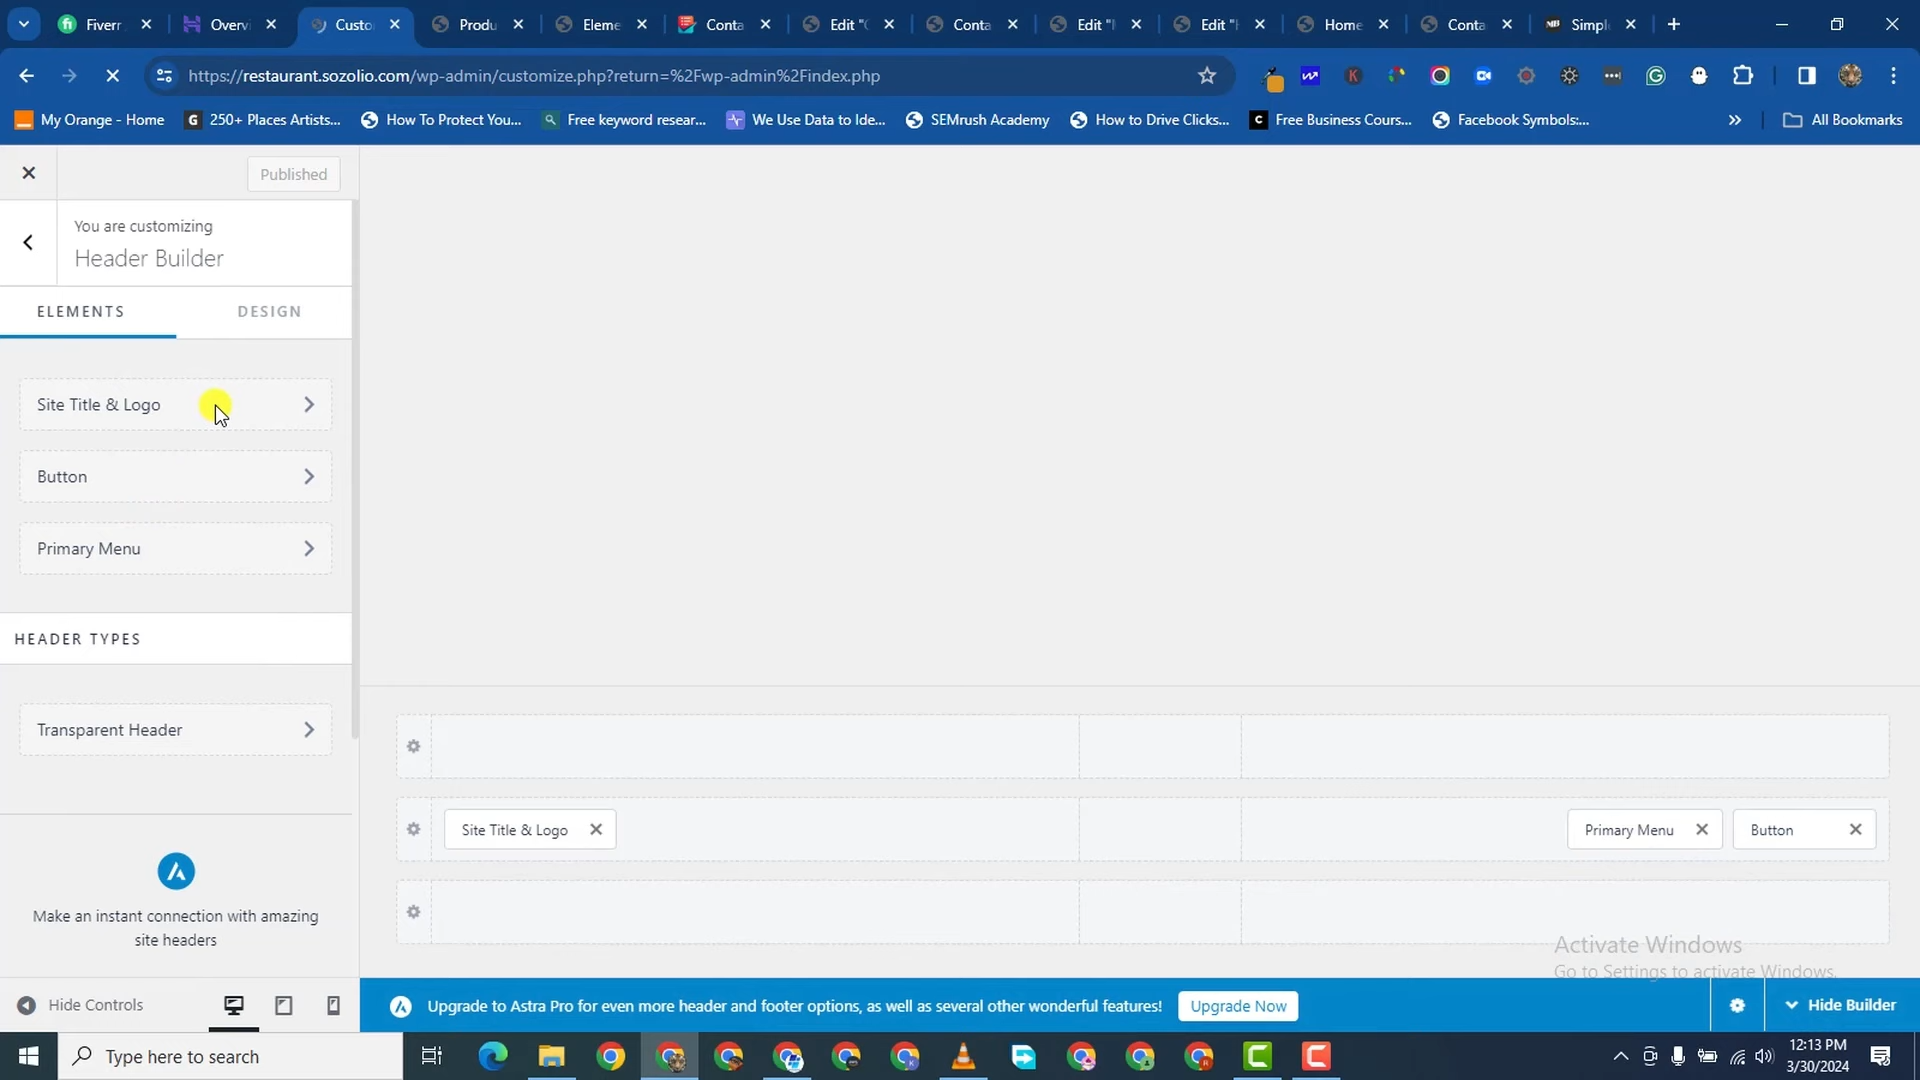 Fiverr
Overv
Custo
Produ
Eleme
Conta
Edit "C
Conta
Edit "I
Edit "H
Home
Conta
Simpl
https://restaurant.sozolio.com/wp-admin/customize.php?return=%2Fwp-admin%2Findex.php
My Orange - Home
250+ Places Artists...
How To Protect You...
Free keyword resear...
We Use Data to Ide...
SEMrush Academy
How to Drive Clicks...
Free Business Cours...
Facebook Symbols:...
All Bookmarks
Published
You are customizing
Header Builder
ELEMENTS
DESIGN
Site Title & Logo
Button
Primary Menu
HEADER TYPES
Transparent Header
Make an instant connection with amazing
site headers
Hide Controls
Site Title & Logo
Primary Menu
Button
Activate Windows
Go to Settings to activate Windows.
Upgrade to Astra Pro for even more header and footer options, as well as several other wonderful features!
Upgrade Now
Hide Builder
Type here to search
12:13 PM
3/30/2024